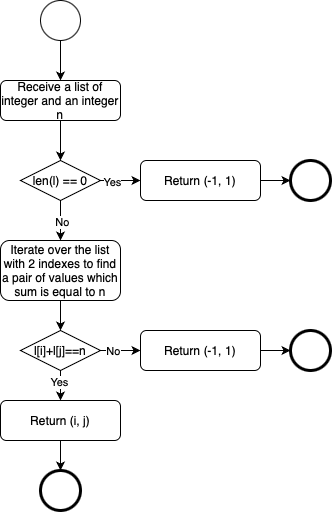 Receive a list of
integer and an integer
n
len(l) == 0
Yes
Return (-1, 1)
No
Iterate over the list
with 2 indexes to find
a pair of values which
sum is equal to n
l[i]+l[j]==n
No
Return (-1, 1)
Yes
Return (i, j)